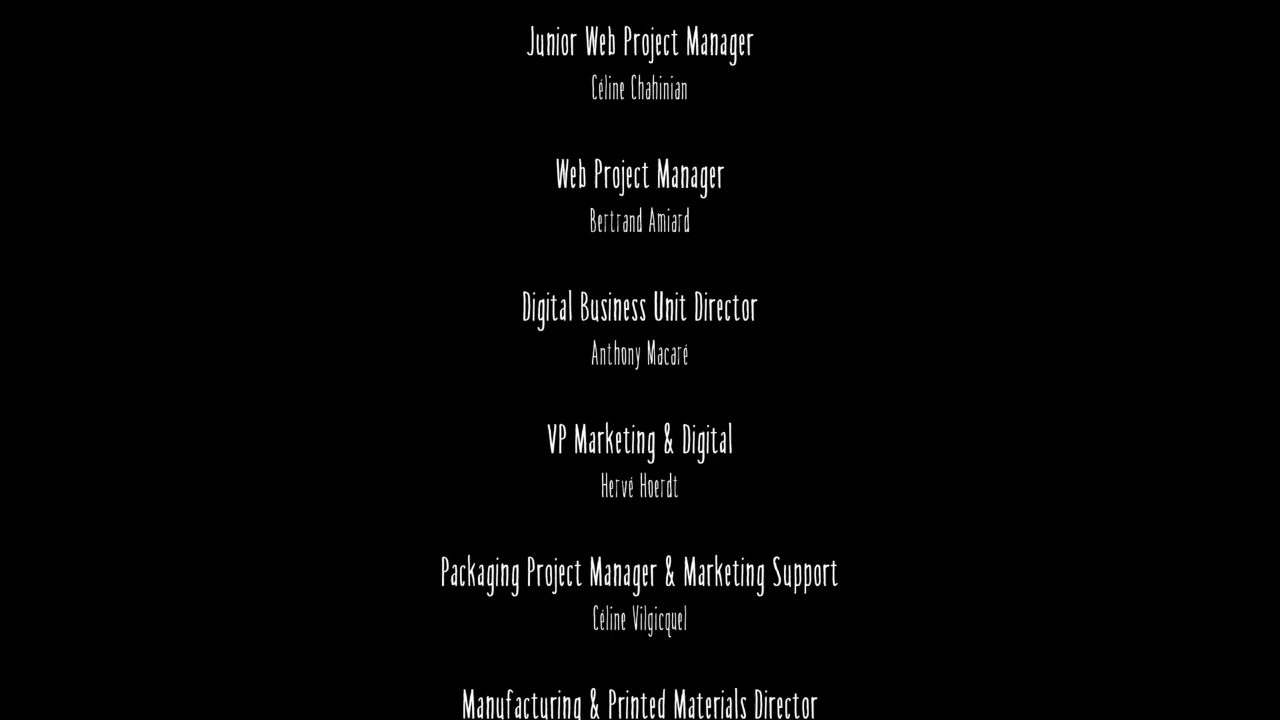 Junior Web Project Manager
Céline Chahinian
Web Project Manager
Bertrand Amiard
Digital Business Unit Director
Anthony Macaré
VP Marketing & Digital
Hervé Hoerdt
Packaging Project Manager & Marketing Support
Céline Vilgicquel
Manufacturing & Printed Materials Director